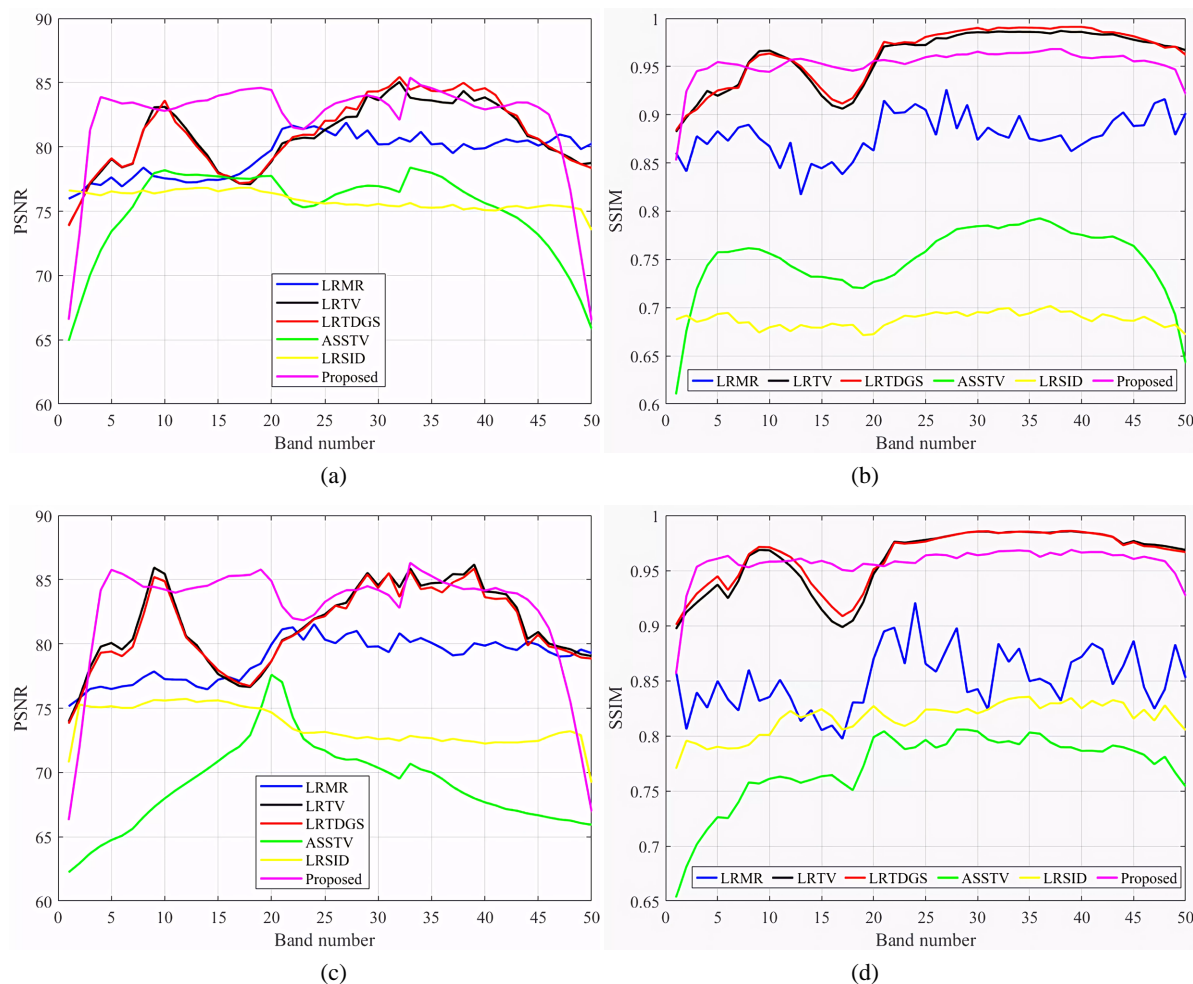 90
85
80
75
70
65
60
PSNR
LRMR
LRTV
LRTDGS
ASSTV
LRSID
Proposed
0 5 10 15 20 25 30 35 40 45 50
Band number
(a)
1
0.95
0.9
0.85
0.8
0.75
0.7
0.65
0.6
SSIM
LRMR LRTV LRTDGS ASSTV LRSID Proposed
0 5 10 15 20 25 30 35 40 45 50
Band number
(b)
90
85
80
75
70
65
60
PSNR
LRMR
LRTV
LRTDGS
ASSTV
LRSID
Proposed
0 5 10 15 20 25 30 35 40 45 50
Band number
(c)
1
0.95
0.9
0.85
0.8
0.75
0.7
0.65
SSIM
LRMR LRTV LRTDGS ASSTV LRSID Proposed
0 5 10 15 20 25 30 35 40 45 50
Band number
(d)